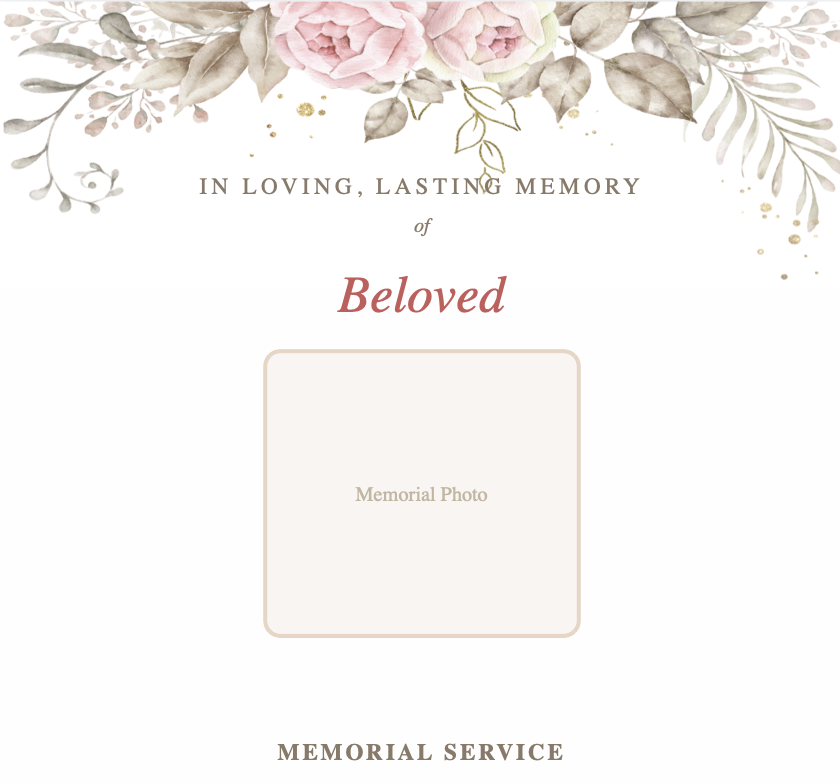 IN LOVING, LASTING MEMORY
of
Beloved
Memorial Photo
MEMORIAL SERVICE